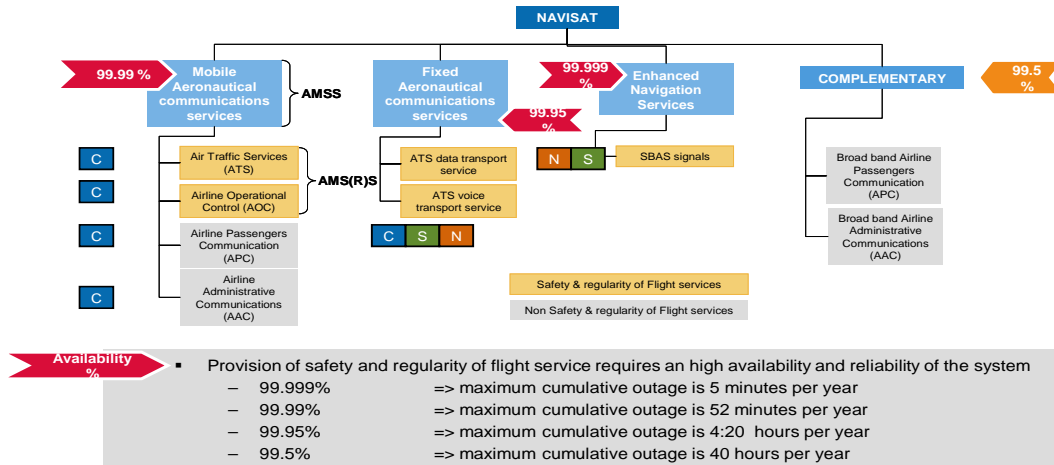 NAVISAT
99.99 %
Mobile
Aeronautical
communications
services
AMSS
Fixed
Aeronautical
communications
services
99.95
%
99.999
%
Enhanced
Navigation
Services
COMPLEMENTARY
99.5
%
C
Air Traffic Services
(ATS)
C
Airline Operational
Control (AOC)
AMS(R)S
C
Airline Passengers
Communication
(APC)
C
Airline
Administrative
Communications
(AAC)
ATS data transport
service
ATS voice
transport service
C S N
N S
SBAS signals
Broad band Airline
Passengers
Communication
(APC)
Broad band Airline
Administrative
Communications
(AAC)
Safety & regularity of Flight services
Non Safety & regularity of Flight services
Availability
%
▪ Provision of safety and regularity of flight service requires an high availability and reliability of the system
– 99.999% => maximum cumulative outage is 5 minutes per year
– 99.99% => maximum cumulative outage is 52 minutes per year
– 99.95% => maximum cumulative outage is 4:20 hours per year
– 99.5% => maximum cumulative outage is 40 hours per year